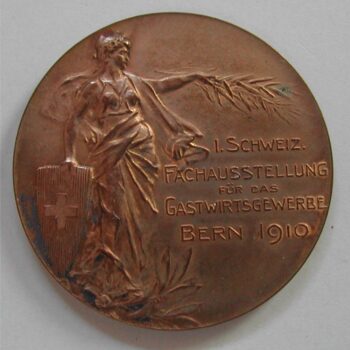 I. SCHWEIZ.
FACHAUSSTELLUNG
FÜR DAS
GASTWIRTSGEWERBE
BERN 1910